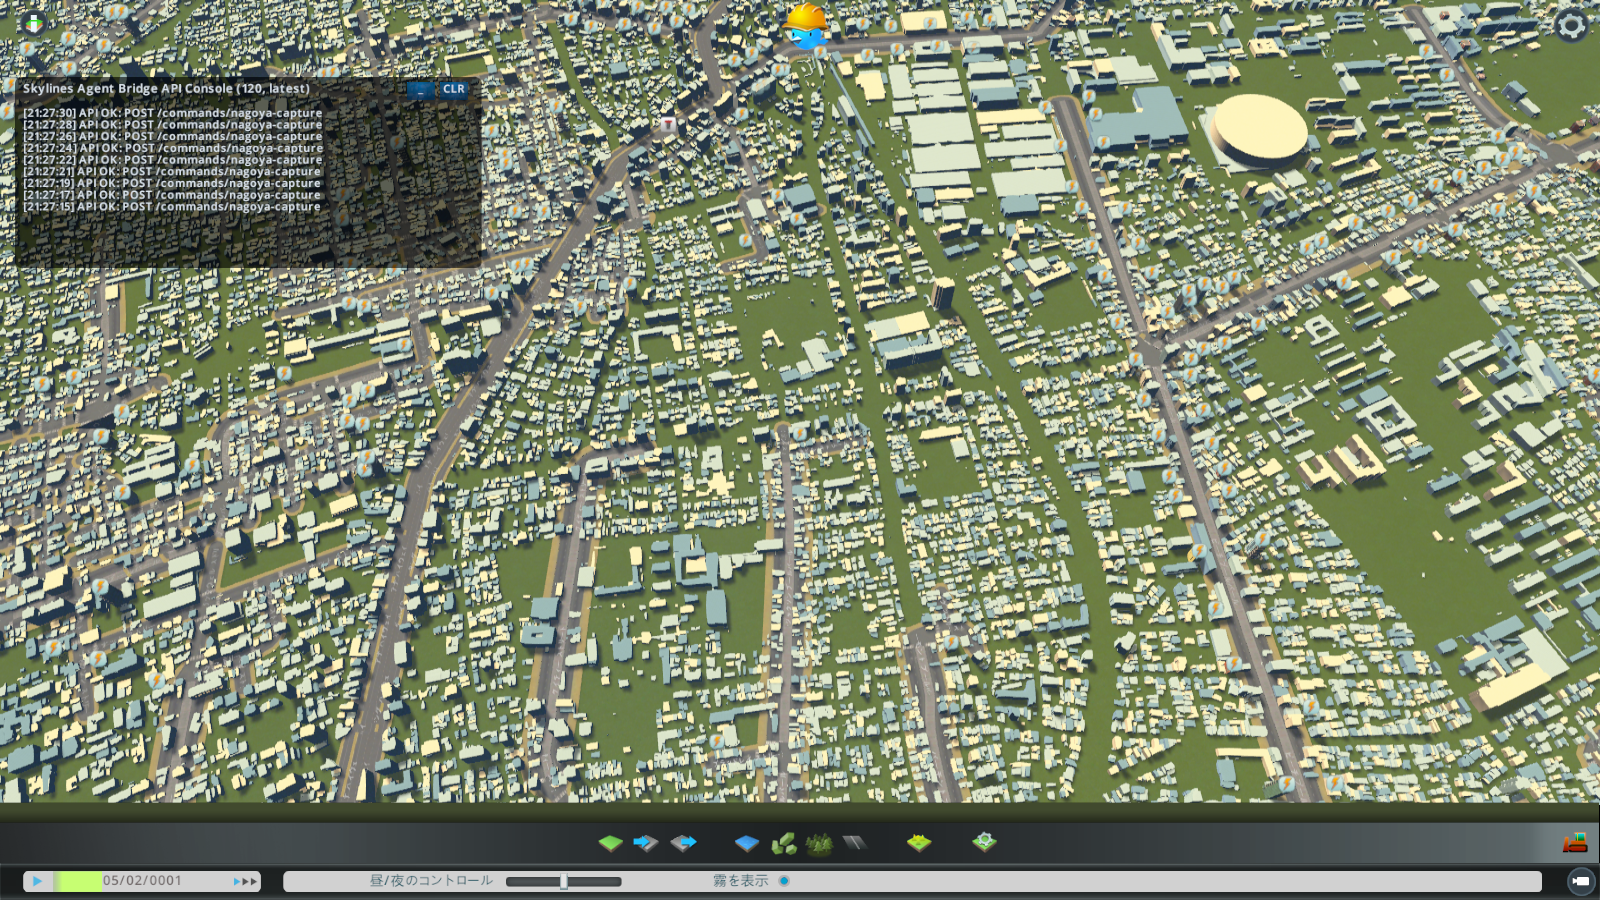 Skylines Agent Bridge API Console (120, latest)
_ CLR
[21:27:30] API OK: POST /commands/nagoya-capture
[21:27:28] API OK: POST /commands/nagoya-capture
[21:27:26] API OK: POST /commands/nagoya-capture
[21:27:24] API OK: POST /commands/nagoya-capture
[21:27:22] API OK: POST /commands/nagoya-capture
[21:27:21] API OK: POST /commands/nagoya-capture
[21:27:19] API OK: POST /commands/nagoya-capture
[21:27:17] API OK: POST /commands/nagoya-capture
[21:27:15] API OK: POST /commands/nagoya-capture
05/02/0001
昼/夜のコントロール
霧を表示